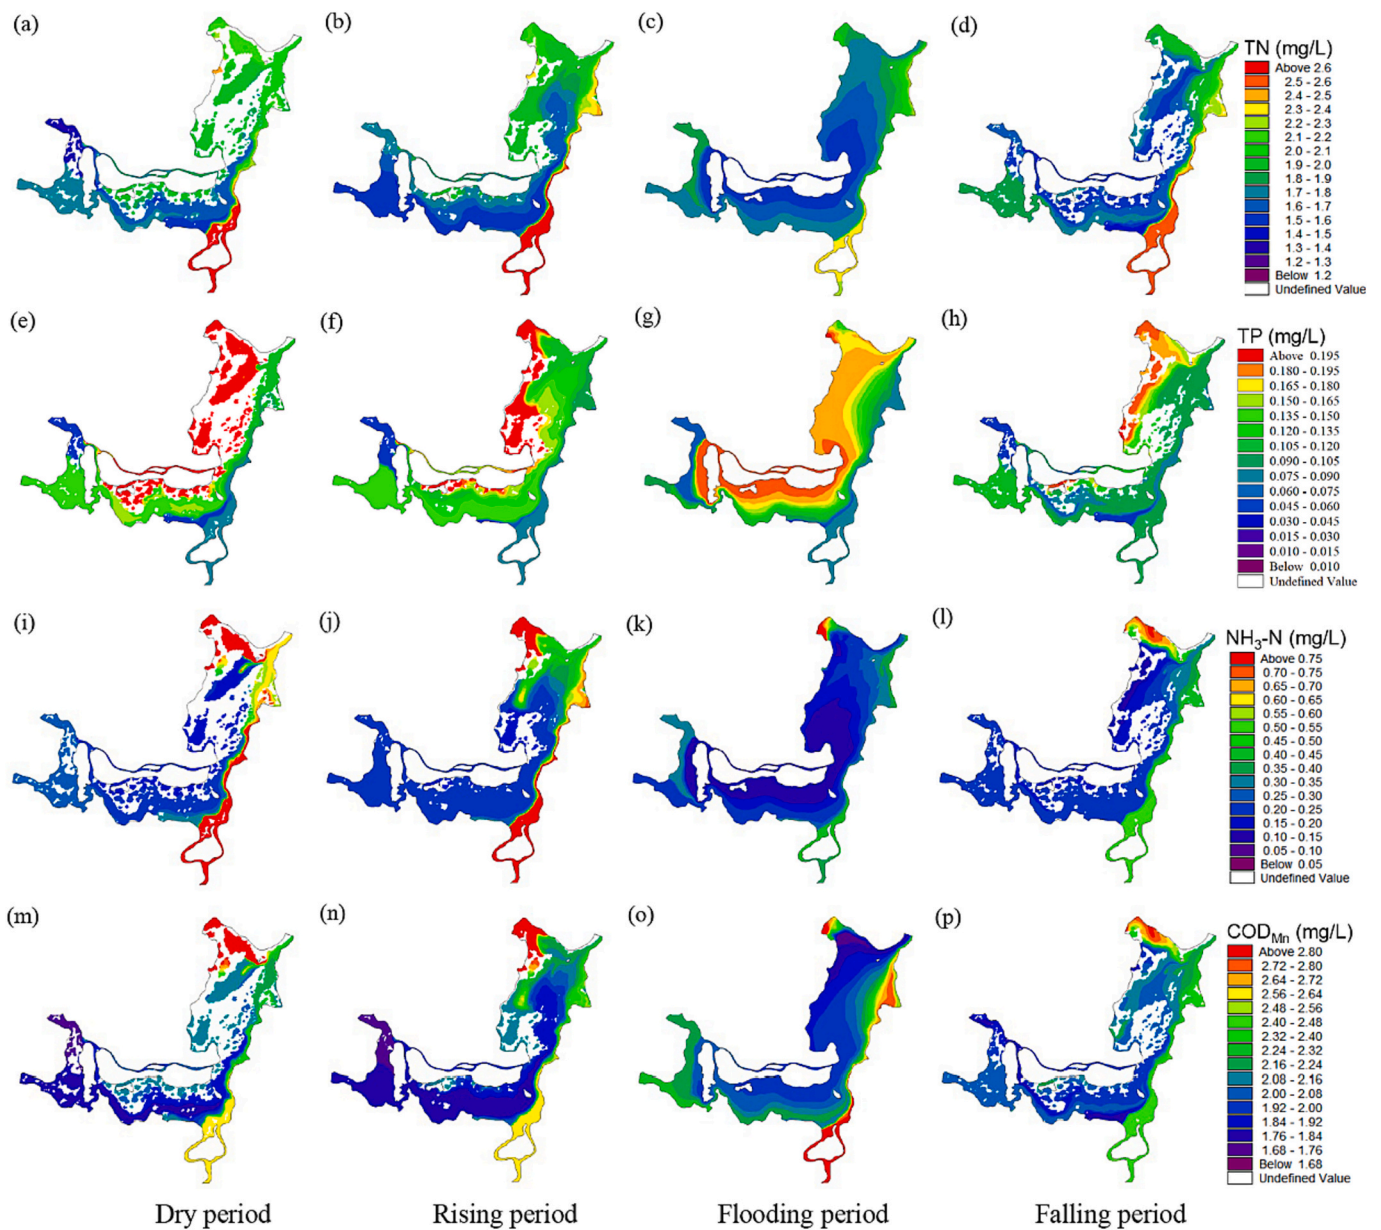 (a)
(b)
(c)
(d)
TN (mg/L)
Above 2.6
2.5 - 2.6
2.4 - 2.5
2.3 - 2.4
2.2 - 2.3
2.1 - 2.2
2.0 - 2.1
1.9 - 2.0
1.8 - 1.9
1.7 - 1.8
1.6 - 1.7
1.5 - 1.6
1.4 - 1.5
1.3 - 1.4
1.2 - 1.3
Below 1.2
Undefined Value
(e)
(f)
(g)
(h)
TP (mg/L)
Above 0.195
0.180 - 0.195
0.165 - 0.180
0.150 - 0.165
0.135 - 0.150
0.120 - 0.135
0.105 - 0.120
0.090 - 0.105
0.075 - 0.090
0.060 - 0.075
0.045 - 0.060
0.030 - 0.045
0.015 - 0.030
0.010 - 0.015
Below 0.010
Undefined Value
(i)
(j)
(k)
(l)
NH3-N (mg/L)
Above 0.75
0.70 - 0.75
0.65 - 0.70
0.60 - 0.65
0.55 - 0.60
0.50 - 0.55
0.45 - 0.50
0.40 - 0.45
0.35 - 0.40
0.30 - 0.35
0.25 - 0.30
0.20 - 0.25
0.15 - 0.20
0.10 - 0.15
0.05 - 0.10
Below 0.05
Undefined Value
(m)
(n)
(o)
(p)
CODMn (mg/L)
Above 2.80
2.72 - 2.80
2.64 - 2.72
2.56 - 2.64
2.48 - 2.56
2.40 - 2.48
2.32 - 2.40
2.24 - 2.32
2.16 - 2.24
2.08 - 2.16
2.00 - 2.08
1.92 - 2.00
1.84 - 1.92
1.76 - 1.84
1.68 - 1.76
Below 1.68
Undefined Value
Dry period
Rising period
Flooding period
Falling period